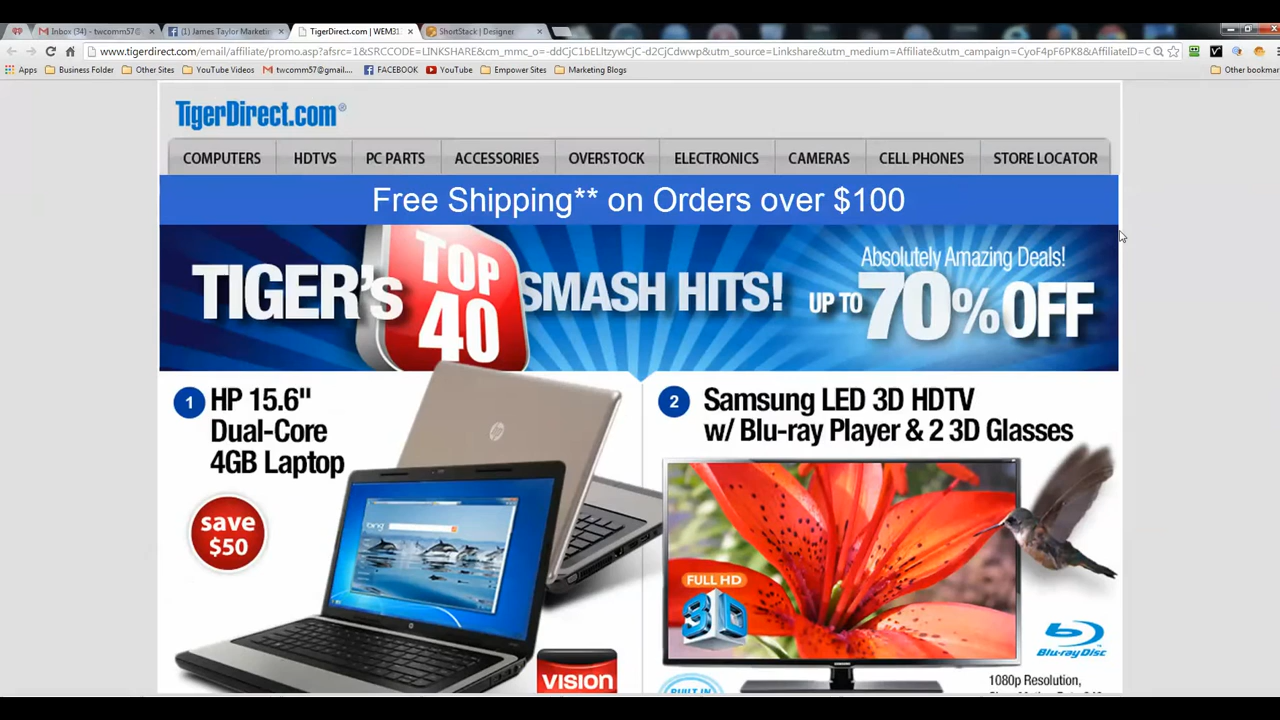 Inbox (34) - twcomm57@
(1) James Taylor Marketin
TigerDirect.com | WEM31
ShortStack | Designer
www.tigerdirect.com/email/affiliate/promo.asp?afsrc=1&SRCCODE=LINKSHARE&cm_mmc_o=-ddCjC1bELltzywCjC-d2CjCdwwp&utm_source=Linkshare&utm_medium=Affiliate&utm_campaign=CyoF4pF6PK8&AffiliateID=C
Apps Business Folder Other Sites YouTube Videos twcomm57@gmail.... FACEBOOK YouTube Empower Sites Marketing Blogs Other bookmar
TigerDirect.com®
COMPUTERS HDTVS PC PARTS ACCESSORIES OVERSTOCK ELECTRONICS CAMERAS CELL PHONES STORE LOCATOR
Free Shipping** on Orders over $100
TIGER's TOP 40 SMASH HITS!
Absolutely Amazing Deals!
UP TO 70% OFF
1 HP 15.6"
Dual-Core
4GB Laptop
save
$50
hp
bing
VISION
2 Samsung LED 3D HDTV
w/ Blu-ray Player & 2 3D Glasses
FULL HD
3D
SAMSUNG
Blu-ray Disc
BUILT IN
1080p Resolution,